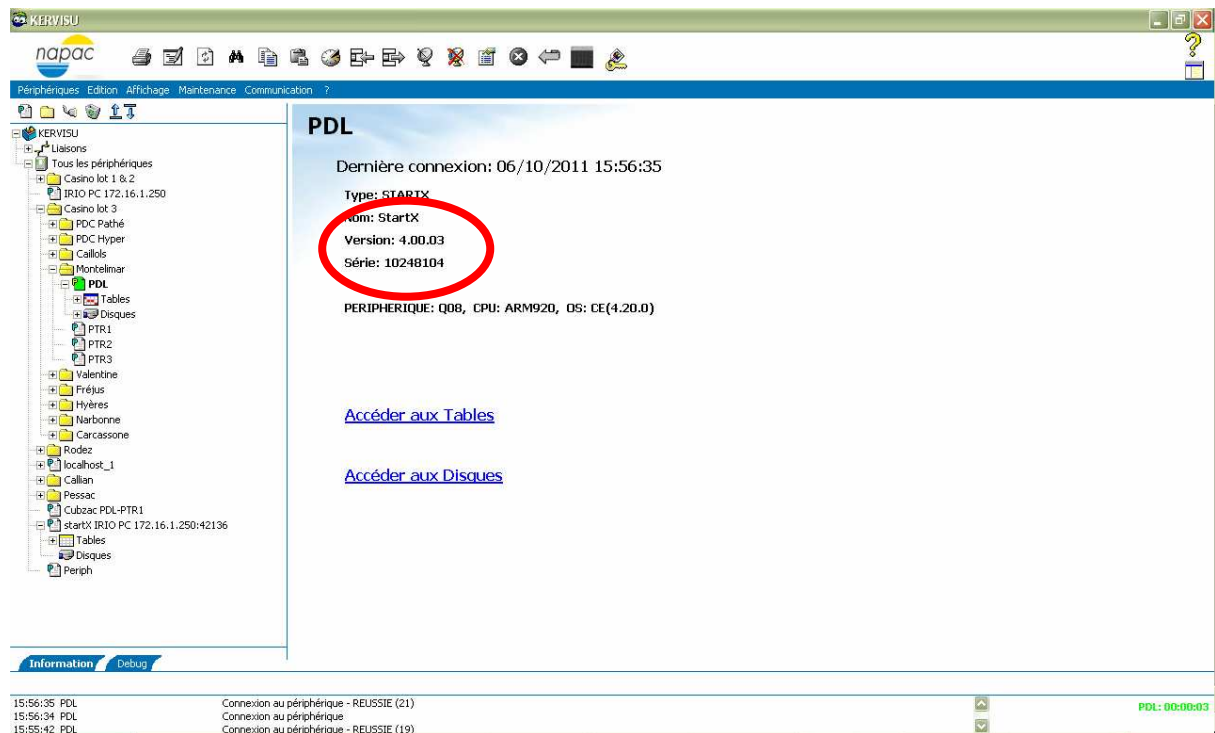 KERVISU
napac
?
Périphériques Edition Affichage Maintenance Communication ?
KERVISU
Liaisons
Tous les périphériques
Casino lot 1 & 2
IRIO PC 172.16.1.250
Casino lot 3
PDC Pathé
PDC Hyper
Caillols
Montelimar
PDL
Tables
Disques
PTR1
PTR2
PTR3
Valentine
Fréjus
Hyères
Narbonne
Carcassone
Rodez
localhost_1
Callian
Pessac
Cubzac PDL-PTR1
startX IRIO PC 172.16.1.250:42136
Tables
Disques
Periph
PDL
Dernière connexion: 06/10/2011 15:56:35
Type: STARTX
Nom: StartX
Version: 4.00.03
Série: 10248104
PERIPHERIQUE: Q08, CPU: ARM920, OS: CE(4.20.0)
Accéder aux Tables
Accéder aux Disques
Information Debug
15:56:35 PDL Connexion au périphérique - REUSSIE (21)
15:56:34 PDL Connexion au périphérique
15:55:42 PDL Connexion au périphérique - REUSSIE (19)
PDL: 00:00:03